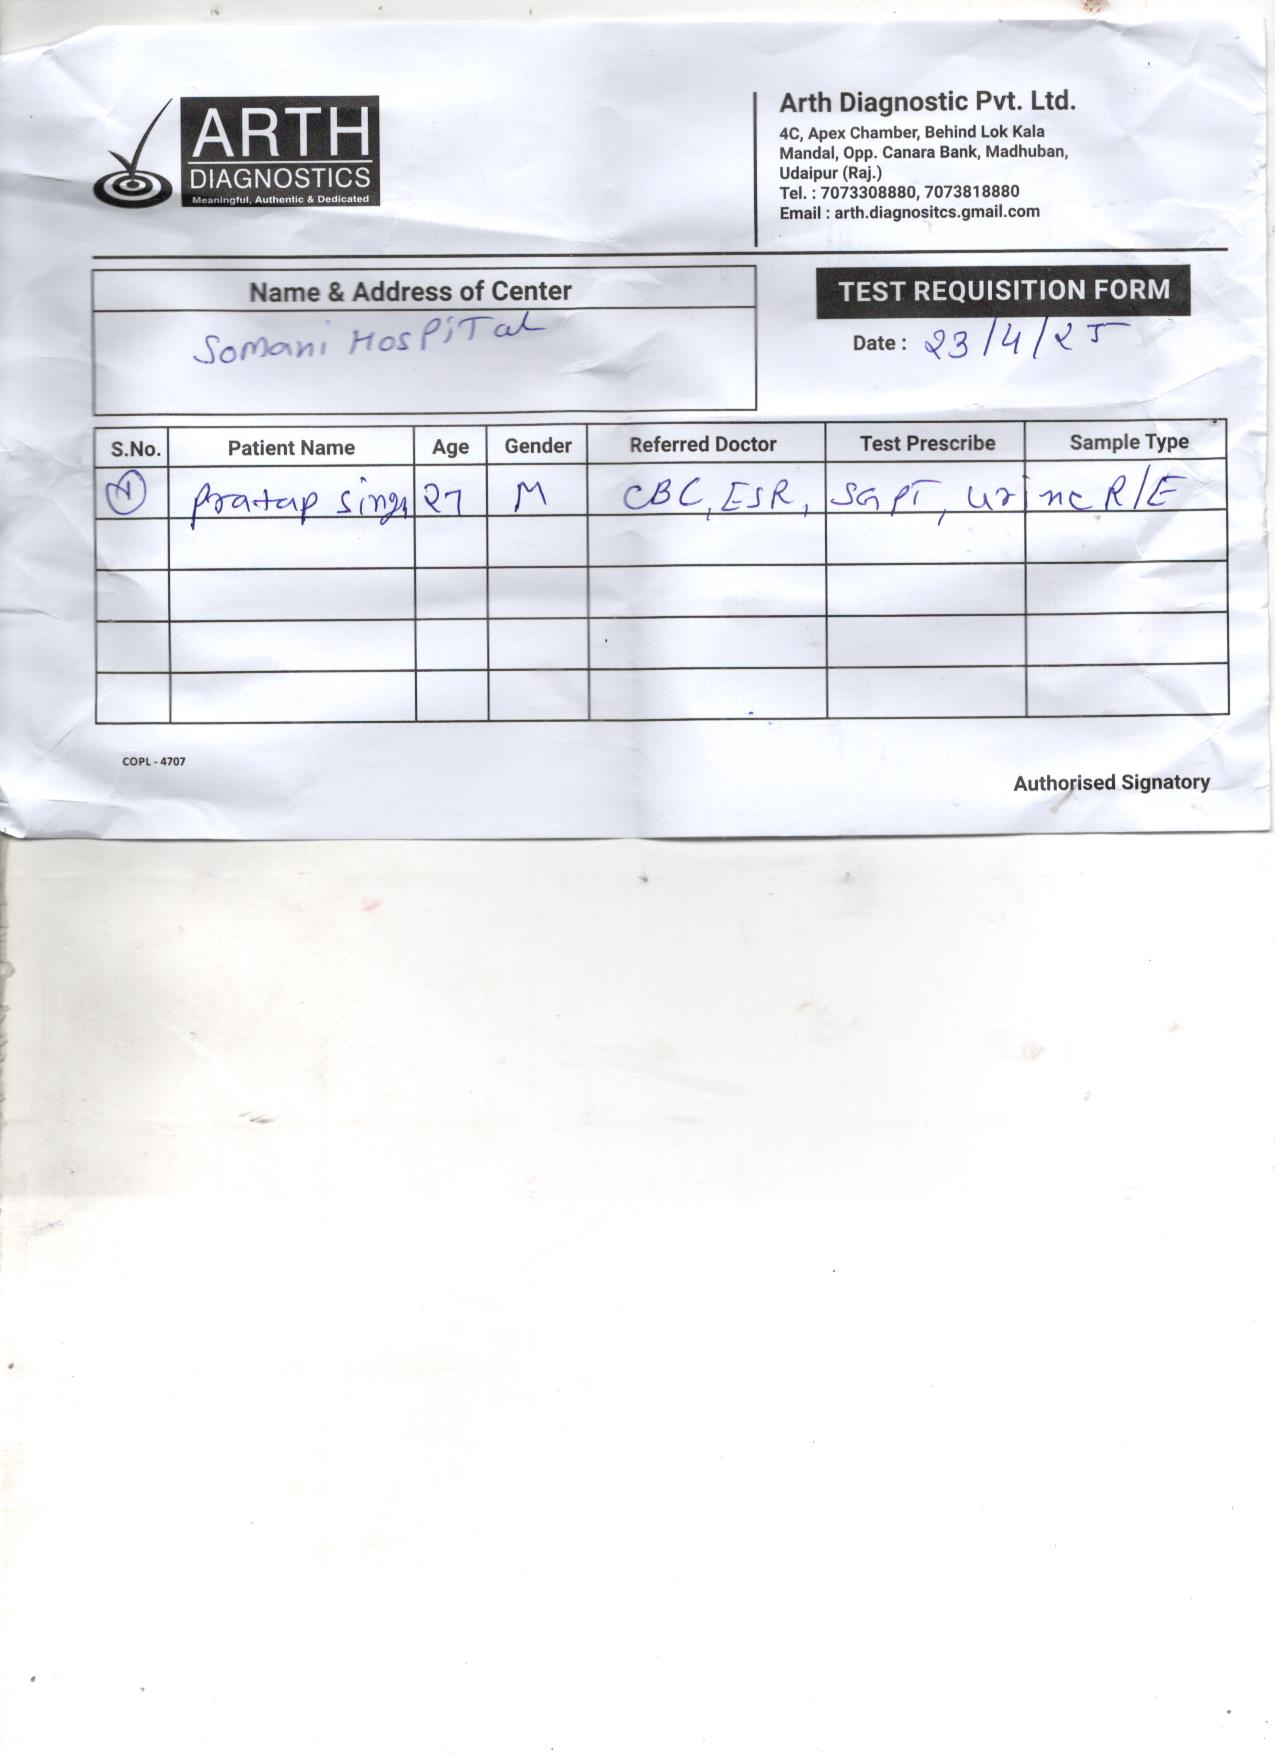 ARTH
DIAGNOSTICS
Meaningful, Authentic & Dedicated
Arth Diagnostic Pvt. Ltd.
4C, Apex Chamber, Behind Lok Kala
Mandal, Opp. Canara Bank, Madhuban,
Udaipur (Raj.)
Tel. : 7073308880, 7073818880
Email : arth.diagnositcs.gmail.com
Name & Address of Center
Somani HosPiTal
TEST REQUISITION FORM
Date : 23/4/25
S.No. Patient Name Age Gender Referred Doctor Test Prescribe Sample Type
1 Pratap Singh 27 M CBC, ESR, SGPT, urine R/E
COPL - 4707
Authorised Signatory